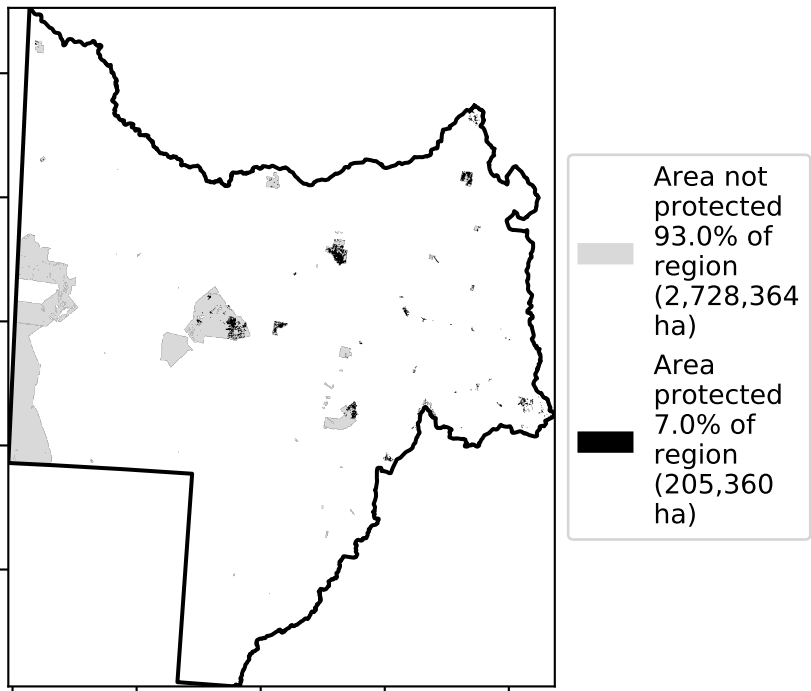 Area not
protected
93.0% of
region
(2,728,364
ha)
Area
protected
7.0% of
region
(205,360
ha)